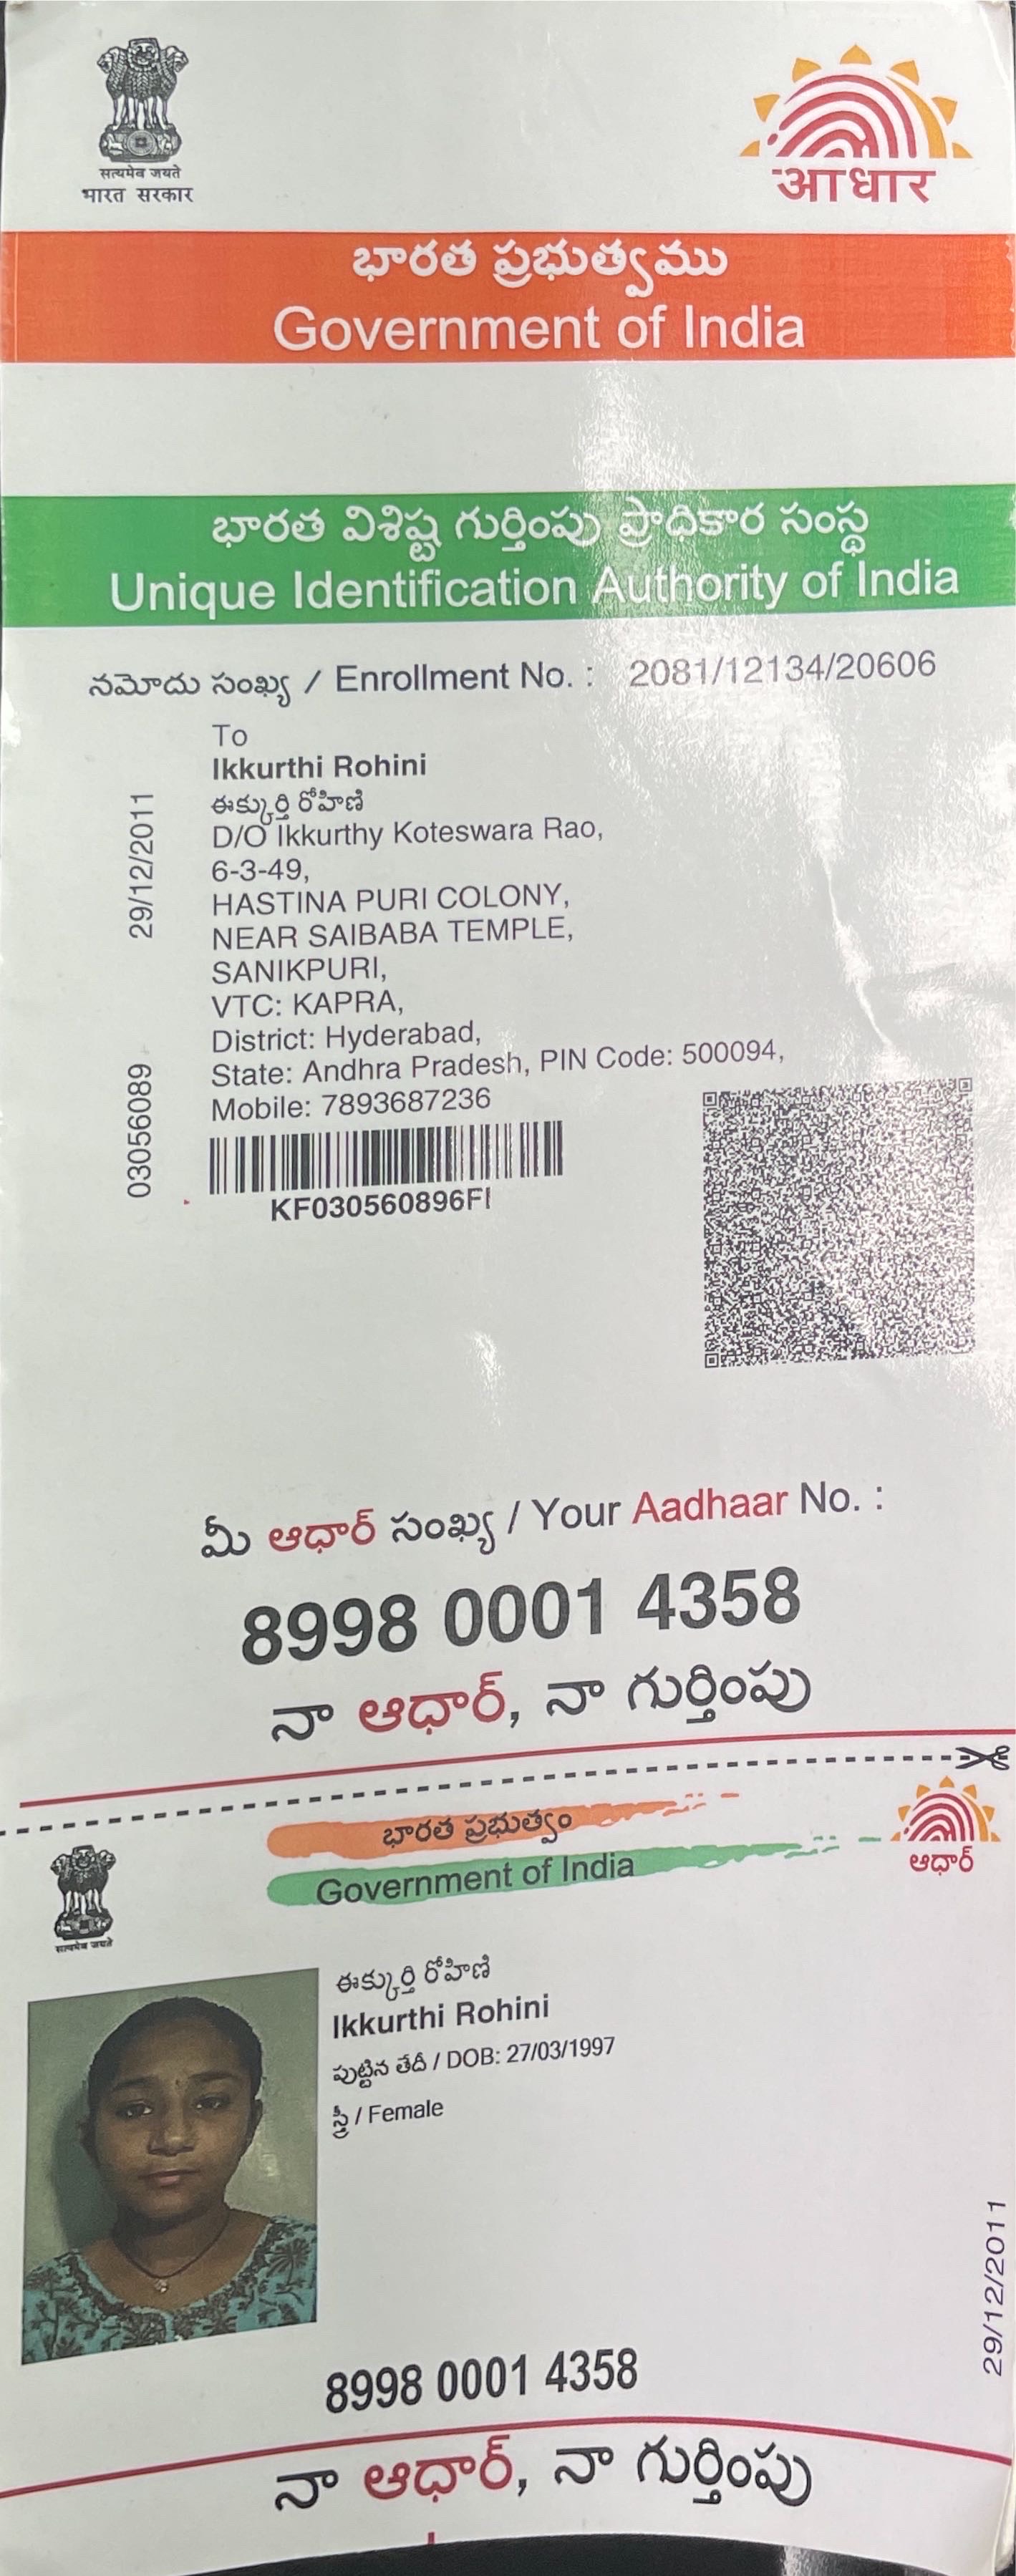 सत्यमेव जयते
भारत सरकार
आधार
భారత ప్రభుత్వము
Government of India
భారత విశిష్ట గుర్తింపు ప్రాధికార సంస్థ
Unique Identification Authority of India
నమోదు సంఖ్య / Enrollment No. : 2081/12134/20606
To
Ikkurthi Rohini
ఈక్కుర్తి రోహిణి
D/O Ikkurthy Koteswara Rao,
6-3-49,
HASTINA PURI COLONY,
NEAR SAIBABA TEMPLE,
SANIKPURI,
VTC: KAPRA,
District: Hyderabad,
State: Andhra Pradesh, PIN Code: 500094,
Mobile: 7893687236
29/12/2011
03056089
KF030560896FI
మీ ఆధార్ సంఖ్య / Your Aadhaar No. :
8998 0001 4358
నా ఆధార్, నా గుర్తింపు
భారత ప్రభుత్వం
Government of India
सत्यमेव जयते
ఆధార్
ఈక్కుర్తి రోహిణి
Ikkurthi Rohini
పుట్టిన తేదీ / DOB: 27/03/1997
స్త్రీ / Female
29/12/2011
8998 0001 4358
నా ఆధార్, నా గుర్తింపు